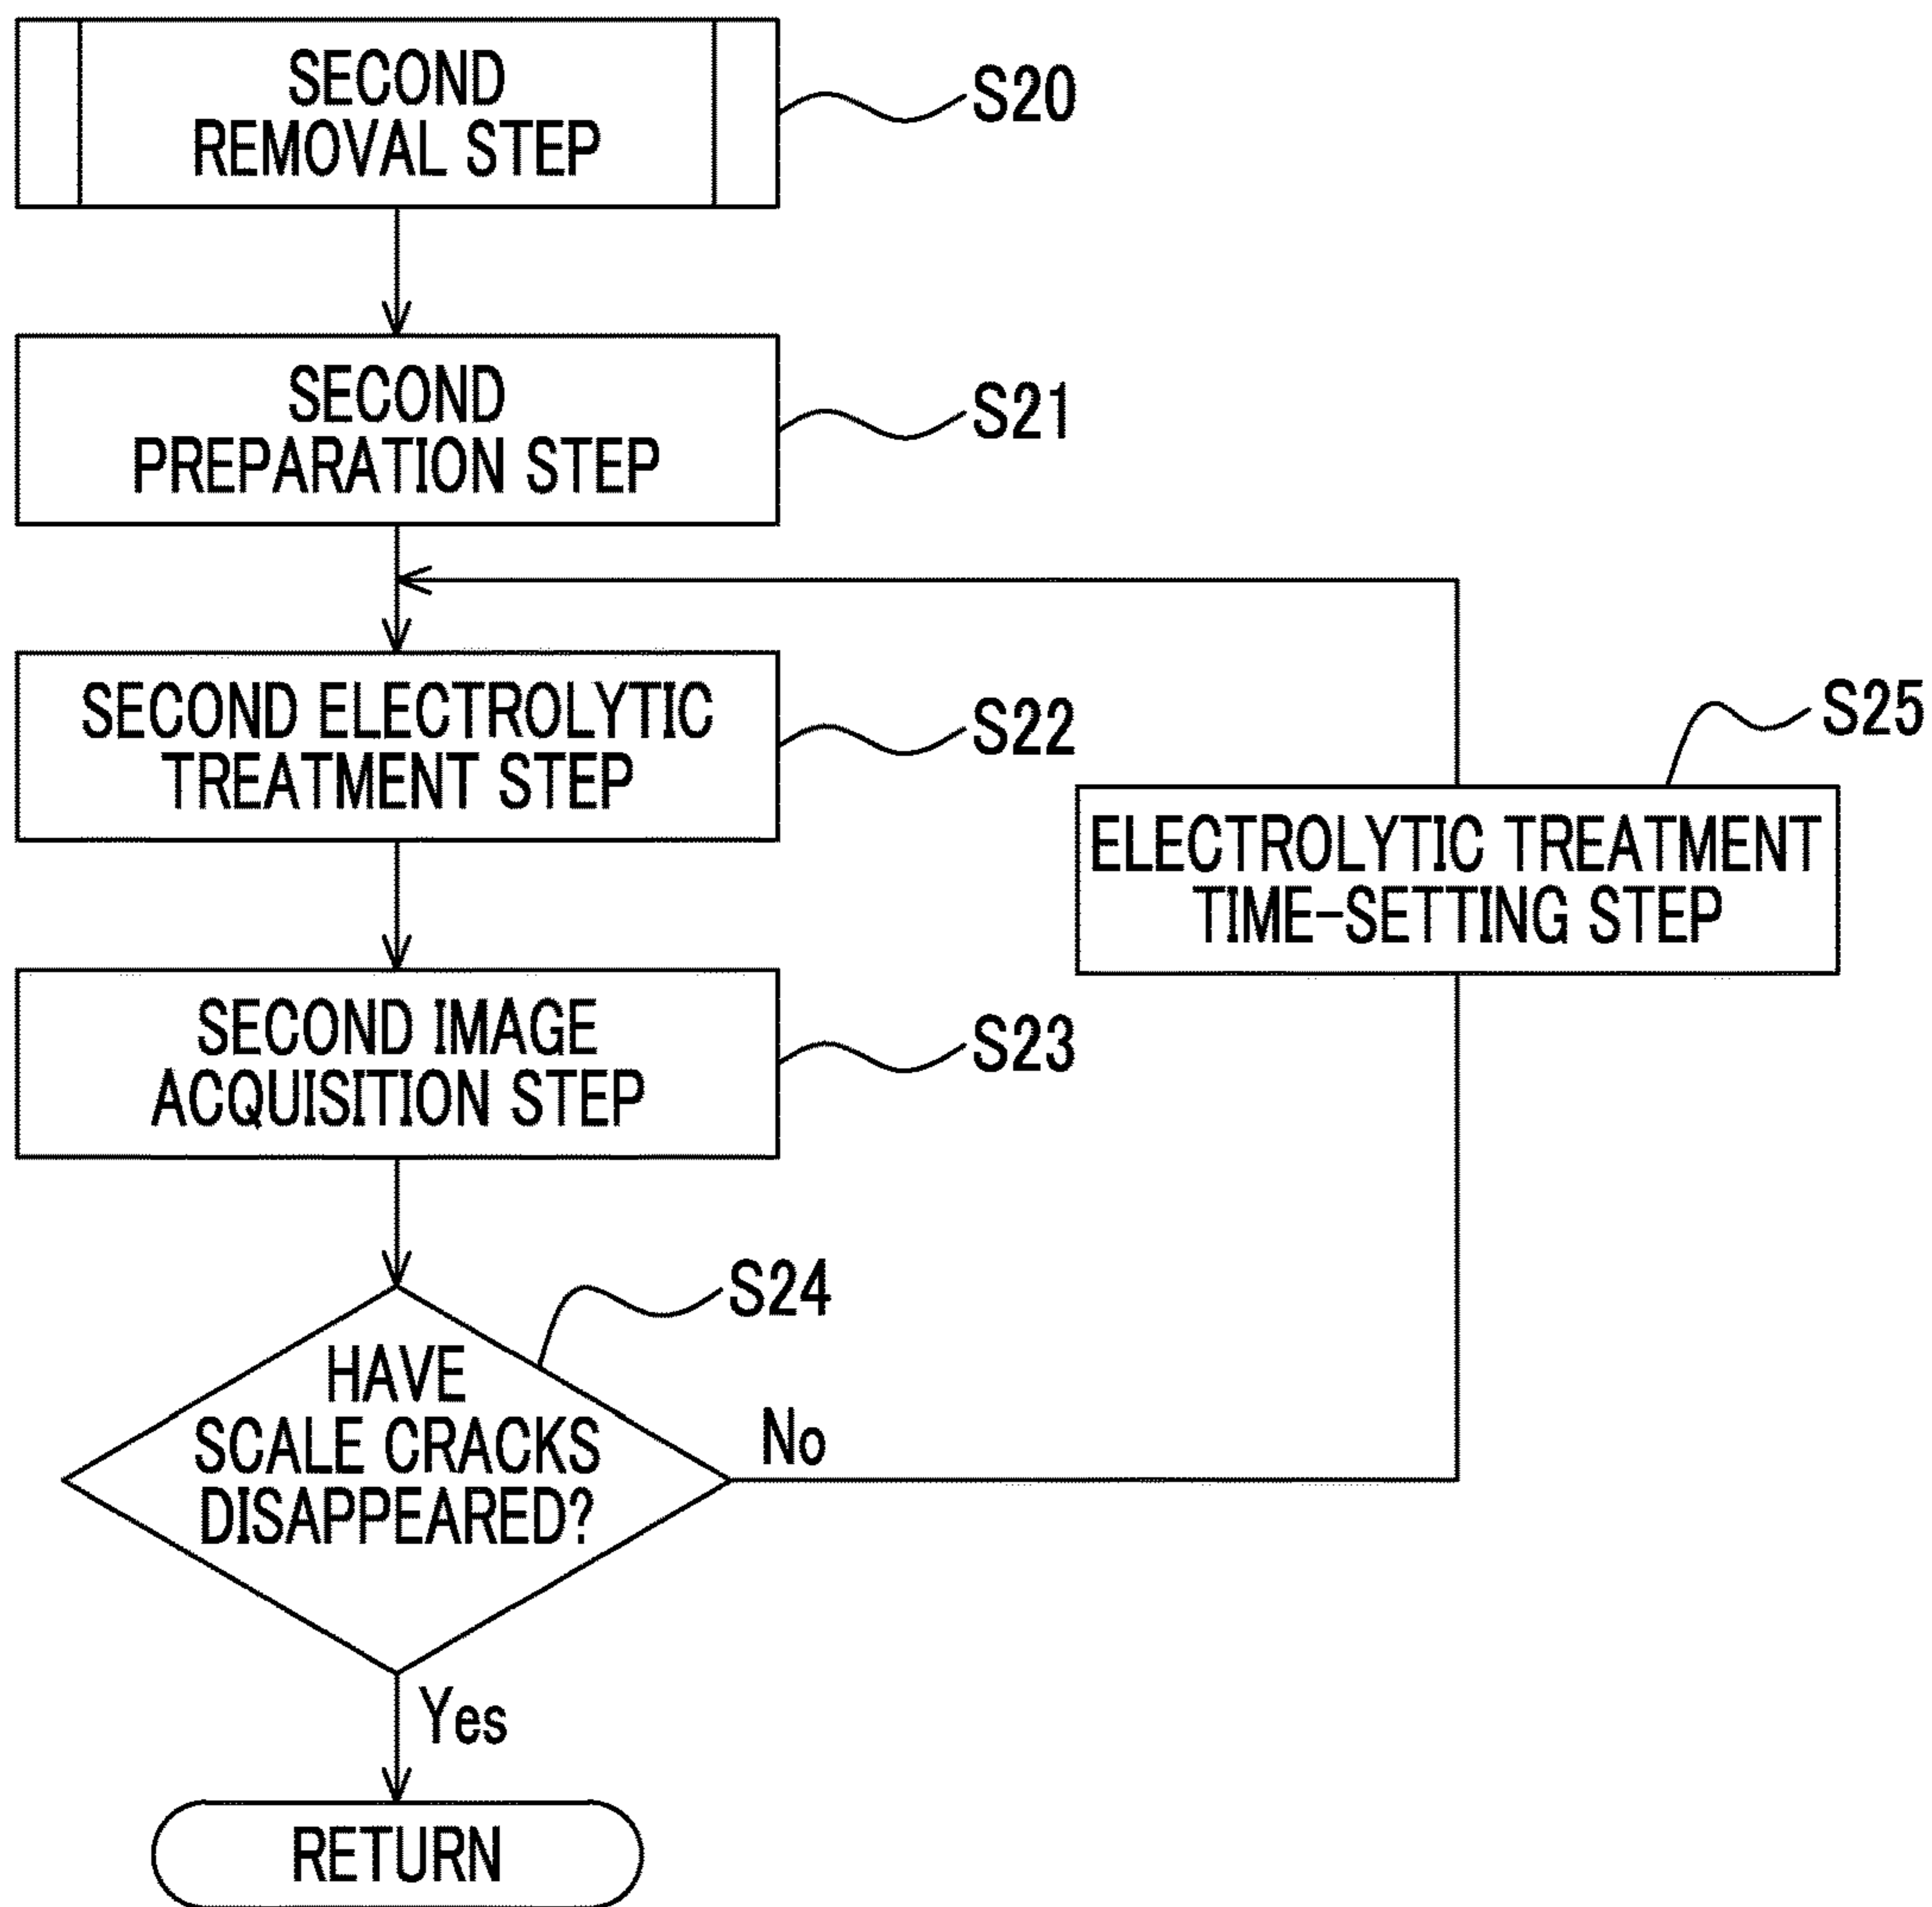 SECOND
REMOVAL STEP
S20
SECOND
PREPARATION STEP
S21
SECOND ELECTROLYTIC
TREATMENT STEP
S22
S25
ELECTROLYTIC TREATMENT
TIME-SETTING STEP
SECOND IMAGE
ACQUISITION STEP
S23
S24
HAVE
SCALE CRACKS
DISAPPEARED?
No
Yes
RETURN